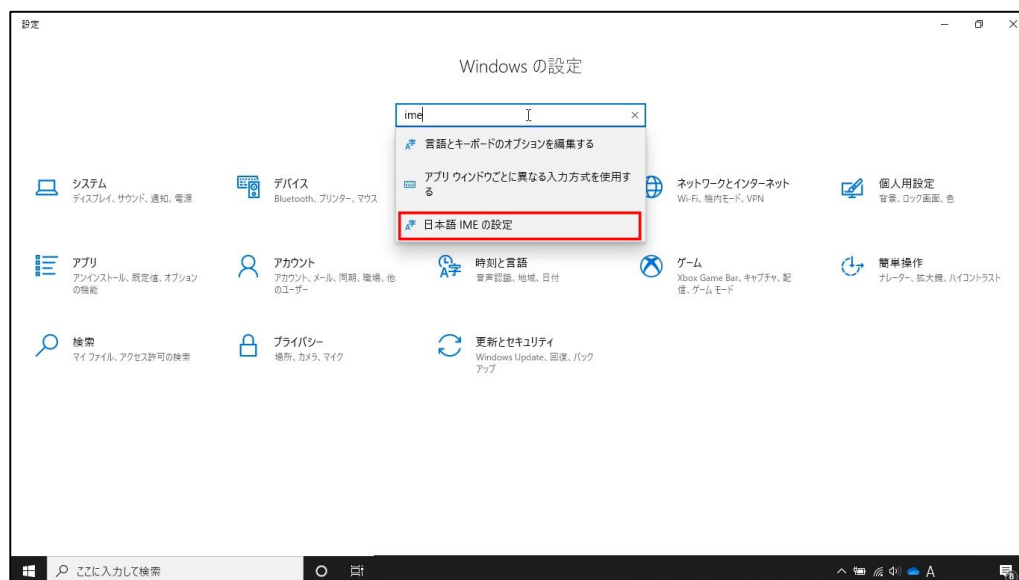 設定
Windows の設定
ime
言語とキーボードのオプションを編集する
アプリ ウィンドウごとに異なる入力方式を使用す
る
日本語 IME の設定
システム
ディスプレイ、サウンド、通知、電源
デバイス
Bluetooth、プリンター、マウス
ネットワークとインターネット
Wi-Fi、機内モード、VPN
個人用設定
背景、ロック画面、色
アプリ
アンインストール、既定値、オプション
の機能
アカウント
アカウント、メール、同期、職場、他
のユーザー
時刻と言語
音声認識、地域、日付
ゲーム
Xbox Game Bar、キャプチャ、配
信、ゲーム モード
簡単操作
ナレーター、拡大鏡、ハイコントラスト
検索
マイ ファイル、アクセス許可の検索
プライバシー
場所、カメラ、マイク
更新とセキュリティ
Windows Update、回復、バック
アップ
ここに入力して検索
A
8